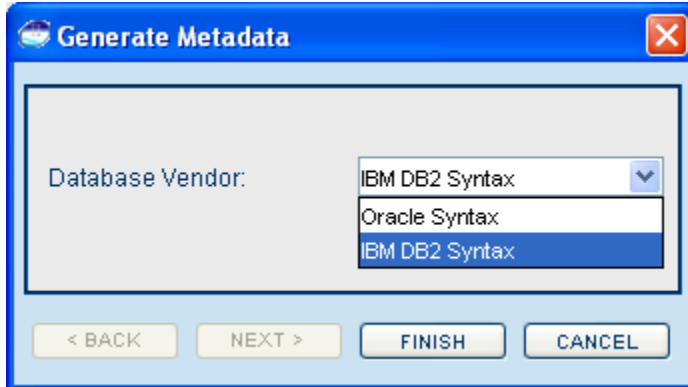 Generate Metadata
Database Vendor:
IBM DB2 Syntax
Oracle Syntax
IBM DB2 Syntax
< BACK
NEXT >
FINISH
CANCEL